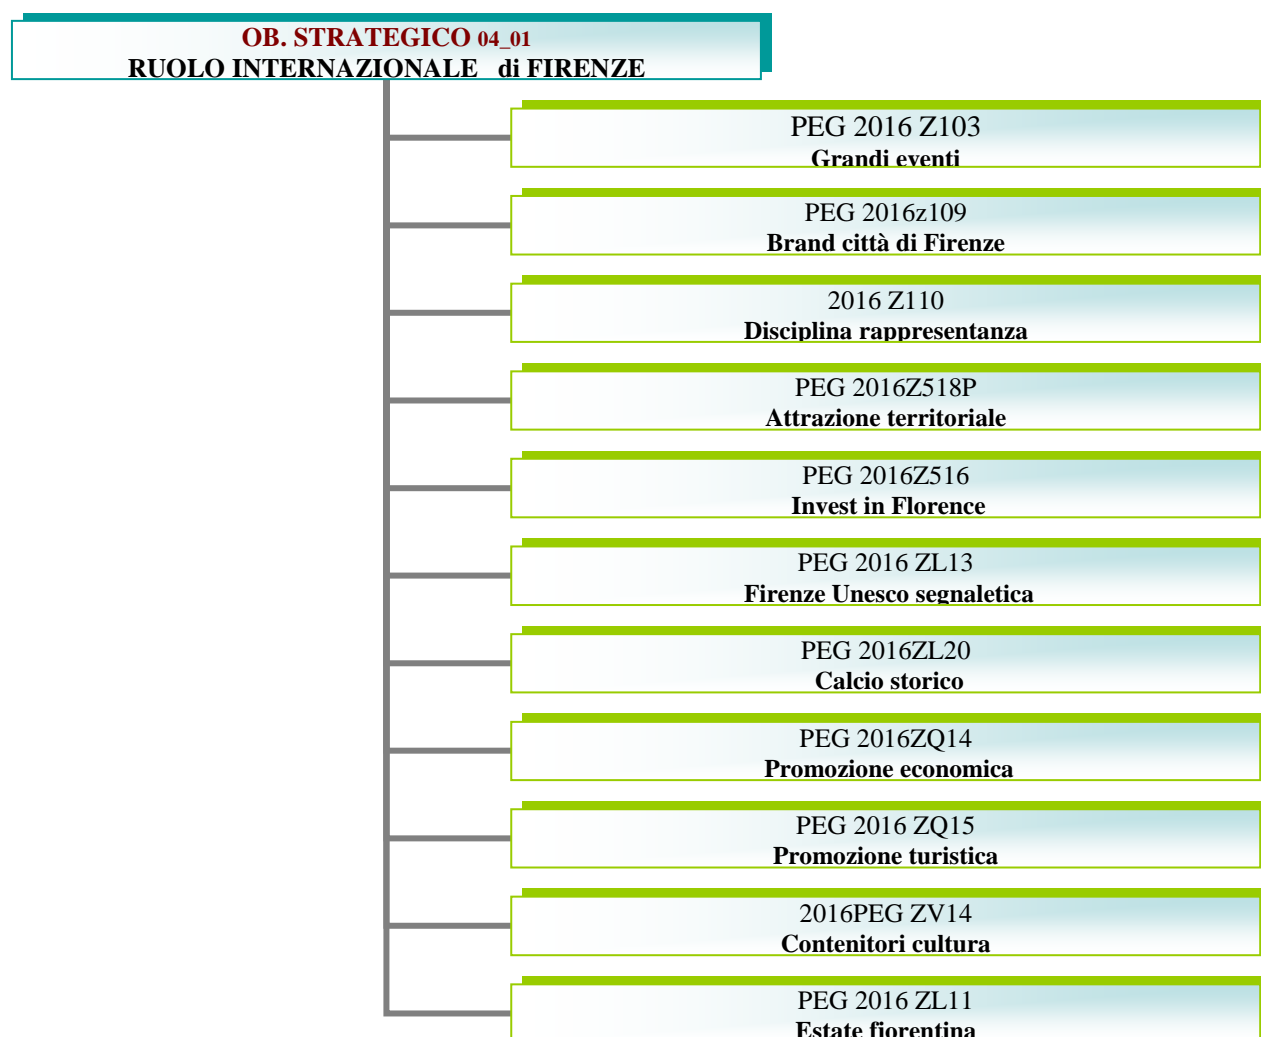 OB. STRATEGICO 04_01
RUOLO INTERNAZIONALE di FIRENZE
PEG 2016 Z103
Grandi eventi
PEG 2016z109
Brand città di Firenze
2016 Z110
Disciplina rappresentanza
PEG 2016Z518P
Attrazione territoriale
PEG 2016Z516
Invest in Florence
PEG 2016 ZL13
Firenze Unesco segnaletica
PEG 2016ZL20
Calcio storico
PEG 2016ZQ14
Promozione economica
PEG 2016 ZQ15
Promozione turistica
2016PEG ZV14
Contenitori cultura
PEG 2016 ZL11
Estate fiorentina